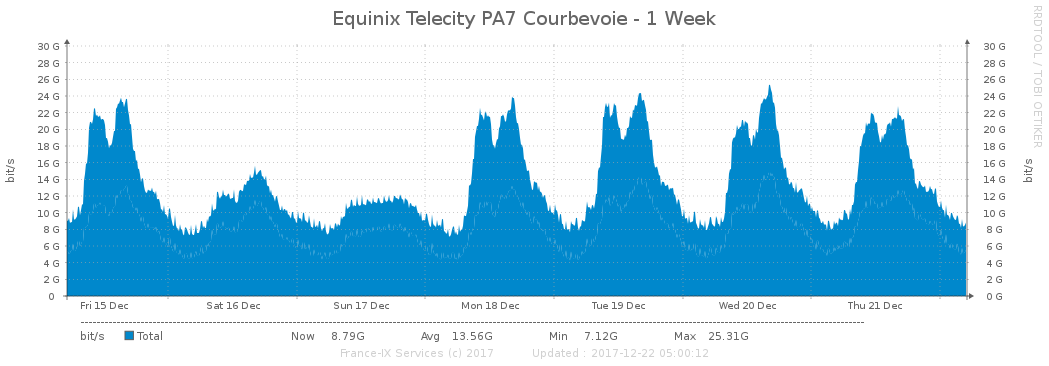 Equinix Telecity PA7 Courbevoie - 1 Week
RRDTOOL / TOBI OETIKER
bit/s
30 G
28 G
26 G
24 G
22 G
20 G
18 G
16 G
14 G
12 G
10 G
8 G
6 G
4 G
2 G
0
30 G
28 G
26 G
24 G
22 G
20 G
18 G
16 G
14 G
12 G
10 G
8 G
6 G
4 G
2 G
0 G
bit/s
Fri 15 Dec Sat 16 Dec Sun 17 Dec Mon 18 Dec Tue 19 Dec Wed 20 Dec Thu 21 Dec
bit/s Total Now 8.79G Avg 13.56G Min 7.12G Max 25.31G
France-IX Services (c) 2017 Updated : 2017-12-22 05:00:12